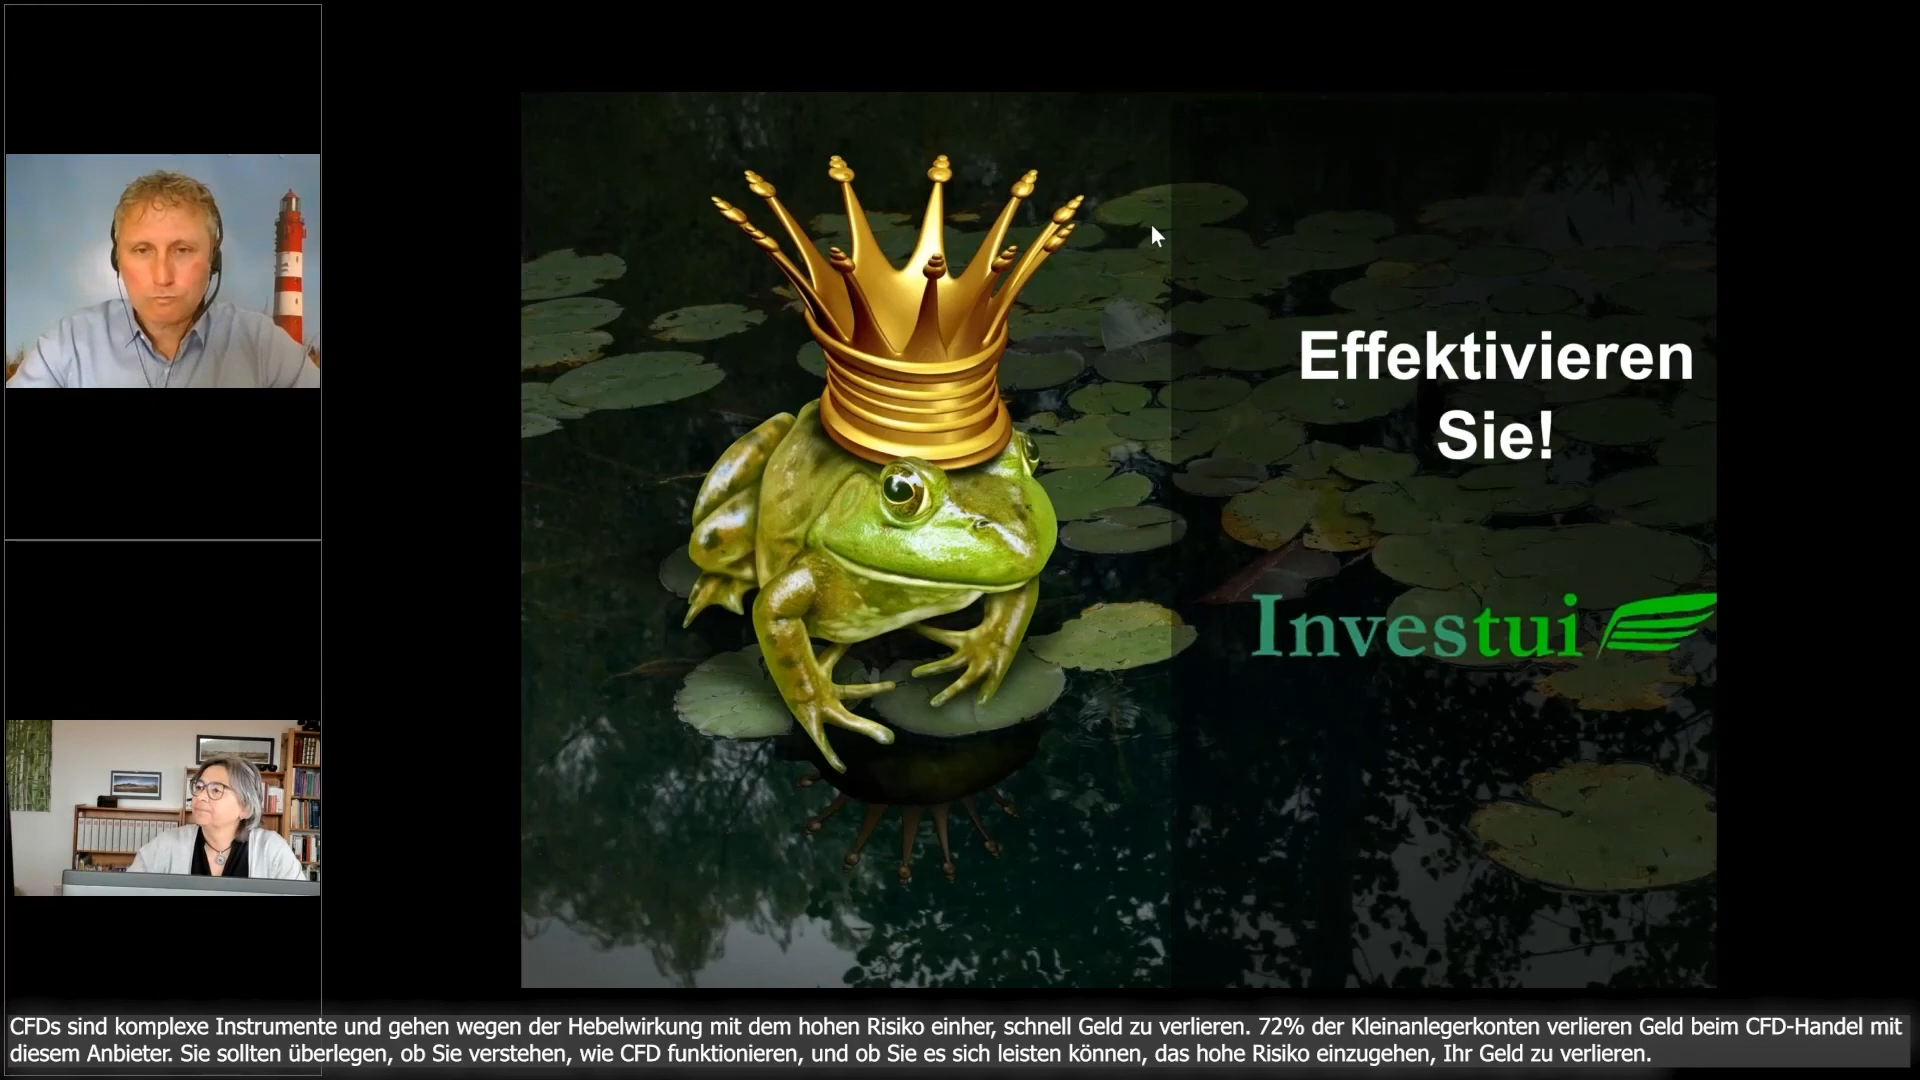 Effektivieren
Sie!
Investui
CFDs sind komplexe Instrumente und gehen wegen der Hebelwirkung mit dem hohen Risiko einher, schnell Geld zu verlieren. 72% der Kleinanlegerkonten verlieren Geld beim CFD-Handel mit
diesem Anbieter. Sie sollten überlegen, ob Sie verstehen, wie CFD funktionieren, und ob Sie es sich leisten können, das hohe Risiko einzugehen, Ihr Geld zu verlieren.